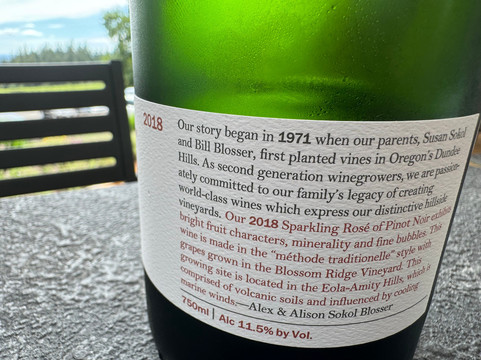 2018
Our story began in 1971 when our parents, Susan Sokol
and Bill Blosser, first planted vines in Oregon's Dundee
Hills. As second generation winegrowers, we are passion-
ately committed to our family's legacy of creating
world-class wines which express our distinctive hillside
vineyards. Our 2018 Sparkling Rosé of Pinot Noir exhibits
bright fruit characters, minerality and fine bubbles. This
wine is made in the "méthode traditionelle" style with
grapes grown in the Blossom Ridge Vineyard. This
growing site is located in the Eola-Amity Hills, which is
comprised of volcanic soils and influenced by cooling
marine winds.—Alex & Alison Sokol Blosser
750ml | Alc 11.5% by Vol.